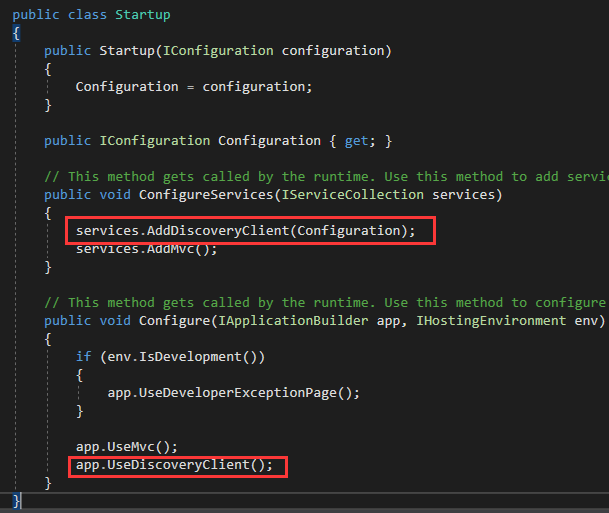 public class Startup
{
public Startup(IConfiguration configuration)
{
Configuration = configuration;
}
public IConfiguration Configuration { get; }
// This method gets called by the runtime. Use this method to add servic
public void ConfigureServices(IServiceCollection services)
{
services.AddDiscoveryClient(Configuration);
services.AddMvc();
}
// This method gets called by the runtime. Use this method to configure
public void Configure(IApplicationBuilder app, IHostingEnvironment env)
{
if (env.IsDevelopment())
{
app.UseDeveloperExceptionPage();
}
app.UseMvc();
app.UseDiscoveryClient();
}
}